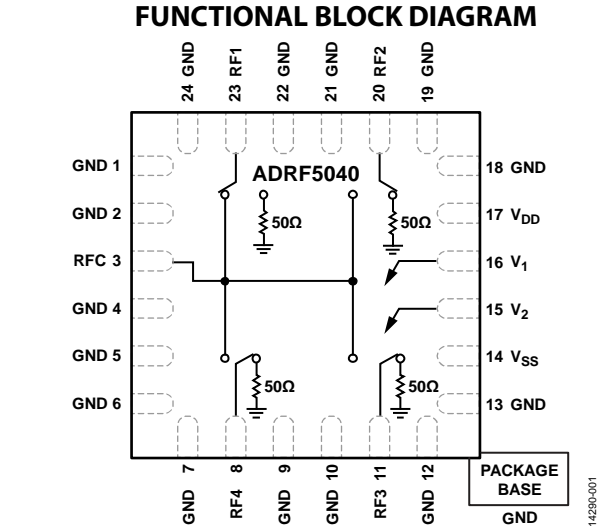 FUNCTIONAL BLOCK DIAGRAM
24 GND
23 RF1
22 GND
21 GND
20 RF2
19 GND
ADRF5040
GND 1
GND 2
RFC 3
GND 4
GND 5
GND 6
18 GND
17 VDD
16 V1
15 V2
14 VSS
13 GND
50Ω
50Ω
50Ω
50Ω
GND 7
RF4 8
GND 9
GND 10
RF3 11
GND 12
PACKAGE
BASE
GND
14290-001